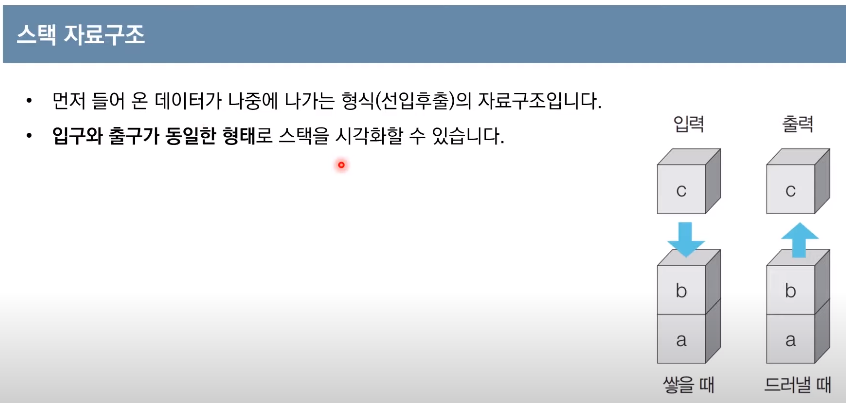 스택 자료구조
• 먼저 들어 온 데이터가 나중에 나가는 형식(선입후출)의 자료구조입니다.
• 입구와 출구가 동일한 형태로 스택을 시각화할 수 있습니다.
입력 출력
c c
b b
a a
쌓을 때 드러낼 때